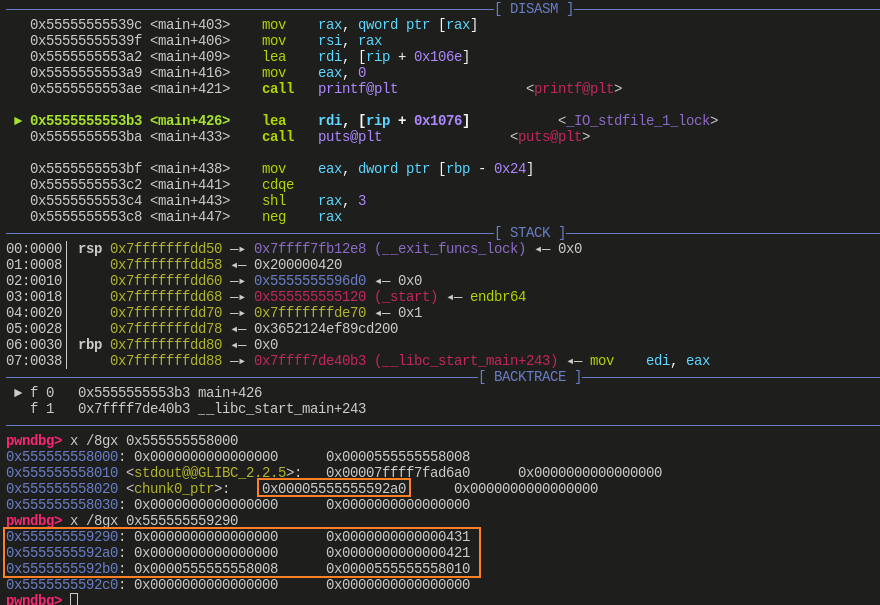 [ DISASM ]
0x55555555539c <main+403> mov rax, qword ptr [rax]
0x55555555539f <main+406> mov rsi, rax
0x5555555553a2 <main+409> lea rdi, [rip + 0x106e]
0x5555555553a9 <main+416> mov eax, 0
0x5555555553ae <main+421> call printf@plt <printf@plt>
► 0x5555555553b3 <main+426> lea rdi, [rip + 0x1076] <_IO_stdfile_1_lock>
0x5555555553ba <main+433> call puts@plt <puts@plt>
0x5555555553bf <main+438> mov eax, dword ptr [rbp - 0x24]
0x5555555553c2 <main+441> cdqe
0x5555555553c4 <main+443> shl rax, 3
0x5555555553c8 <main+447> neg rax
[ STACK ]
00:0000│ rsp 0x7fffffffdd50 —▸ 0x7ffff7fb12e8 (__exit_funcs_lock) ◂— 0x0
01:0008│ 0x7fffffffdd58 ◂— 0x200000420
02:0010│ 0x7fffffffdd60 —▸ 0x5555555596d0 ◂— 0x0
03:0018│ 0x7fffffffdd68 —▸ 0x555555555120 (_start) ◂— endbr64
04:0020│ 0x7fffffffdd70 —▸ 0x7fffffffde70 ◂— 0x1
05:0028│ 0x7fffffffdd78 ◂— 0x3652124ef89cd200
06:0030│ rbp 0x7fffffffdd80 ◂— 0x0
07:0038│ 0x7fffffffdd88 —▸ 0x7ffff7de40b3 (__libc_start_main+243) ◂— mov edi, eax
[ BACKTRACE ]
► f 0 0x5555555553b3 main+426
f 1 0x7ffff7de40b3 __libc_start_main+243
pwndbg> x /8gx 0x555555558000
0x555555558000: 0x0000000000000000 0x0000555555558008
0x555555558010 <stdout@@GLIBC_2.2.5>: 0x00007ffff7fad6a0 0x0000000000000000
0x555555558020 <chunk0_ptr>: 0x00005555555592a0 0x0000000000000000
0x555555558030: 0x0000000000000000 0x0000000000000000
pwndbg> x /8gx 0x555555559290
0x555555559290: 0x0000000000000000 0x0000000000000431
0x5555555592a0: 0x0000000000000000 0x0000000000000421
0x5555555592b0: 0x0000555555558008 0x0000555555558010
0x5555555592c0: 0x0000000000000000 0x0000000000000000
pwndbg>